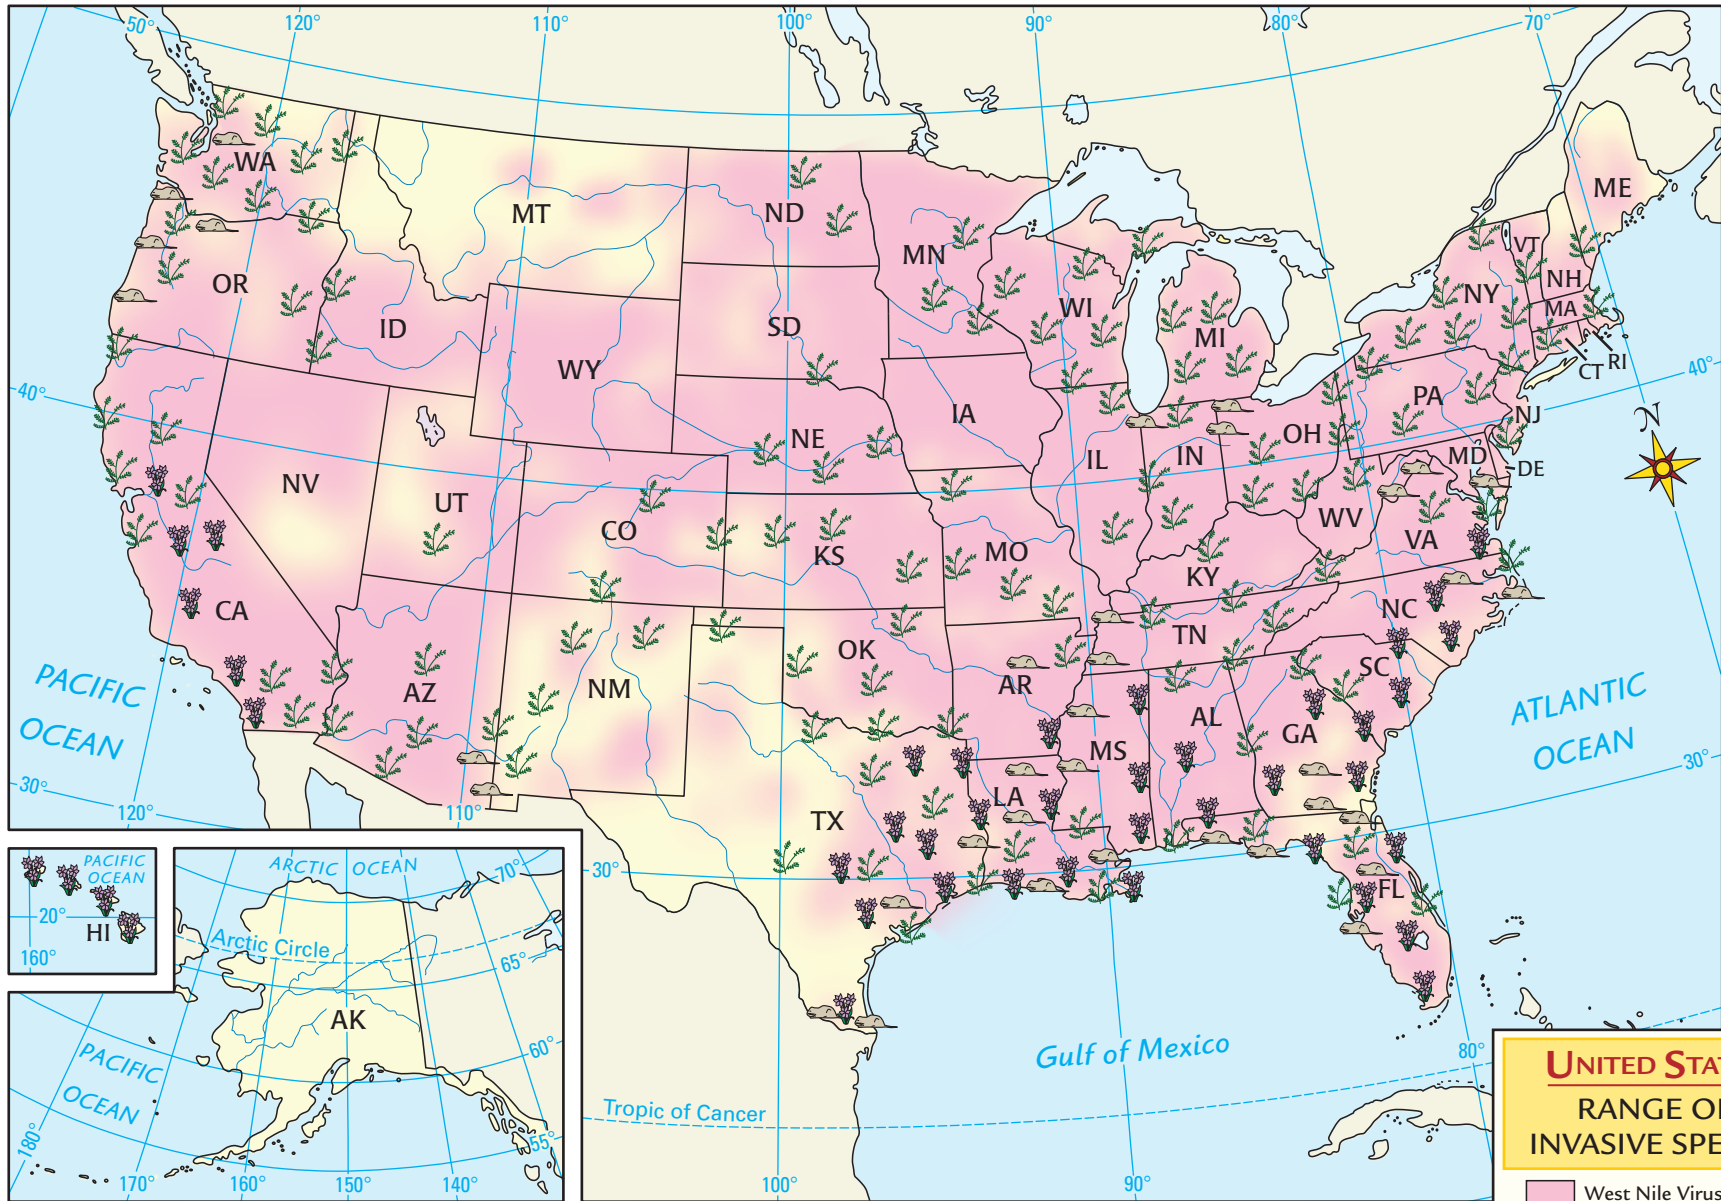 50°
120°
110°
100°
90°
80°
70°
WA
MT
ND
MN
ME
OR
ID
WY
SD
WI
MI
NY
VT
NH
MA
CT
RI
40°
40°
NV
UT
CO
NE
IA
IL
IN
OH
PA
NJ
MD
DE
N
CA
AZ
NM
KS
MO
KY
WV
VA
OK
AR
TN
NC
SC
TX
LA
MS
AL
GA
FL
PACIFIC
OCEAN
ATLANTIC
OCEAN
30°
30°
30°
120°
110°
PACIFIC
OCEAN
20°
HI
160°
ARCTIC OCEAN
70°
Arctic Circle
65°
AK
60°
55°
PACIFIC
OCEAN
180°
170°
160°
150°
140°
Gulf of Mexico
Tropic of Cancer
100°
90°
80°
UNITED STA
RANGE O
INVASIVE SPE
West Nile Virus